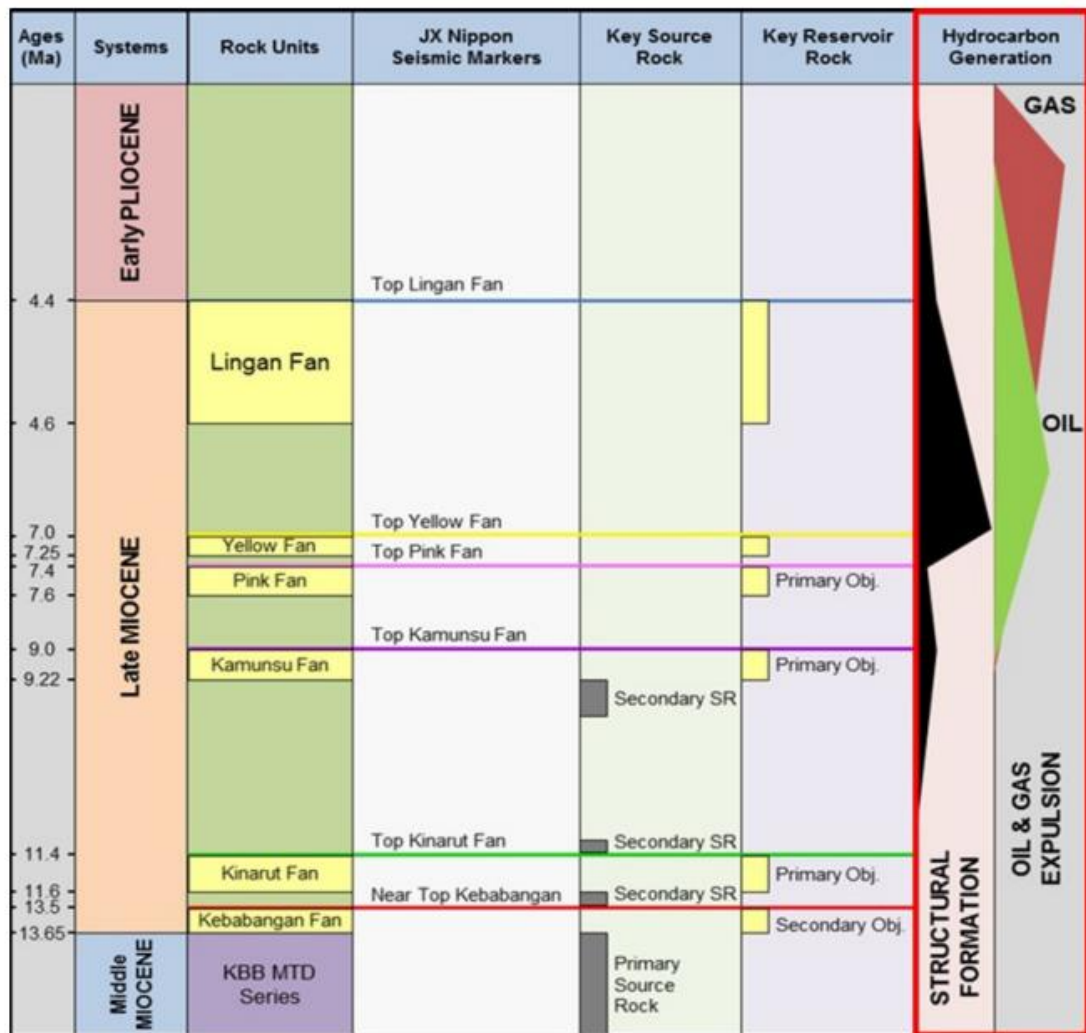 Ages
(Ma)
Systems
Rock Units
JX Nippon
Seismic Markers
Key Source
Rock
Key Reservoir
Rock
Hydrocarbon
Generation
Early PLIOCENE
Late MIOCENE
Middle
MIOCENE
4.4
4.6
7.0
7.25
7.4
7.6
9.0
9.22
11.4
11.6
13.5
13.65
Lingan Fan
Yellow Fan
Pink Fan
Kamunsu Fan
Kinarut Fan
Kebabangan Fan
KBB MTD
Series
Top Lingan Fan
Top Yellow Fan
Top Pink Fan
Top Kamunsu Fan
Top Kinarut Fan
Near Top Kebabangan
Secondary SR
Secondary SR
Secondary SR
Primary
Source
Rock
Primary Obj.
Primary Obj.
Primary Obj.
Secondary Obj.
GAS
OIL
STRUCTURAL
FORMATION
OIL & GAS
EXPULSION